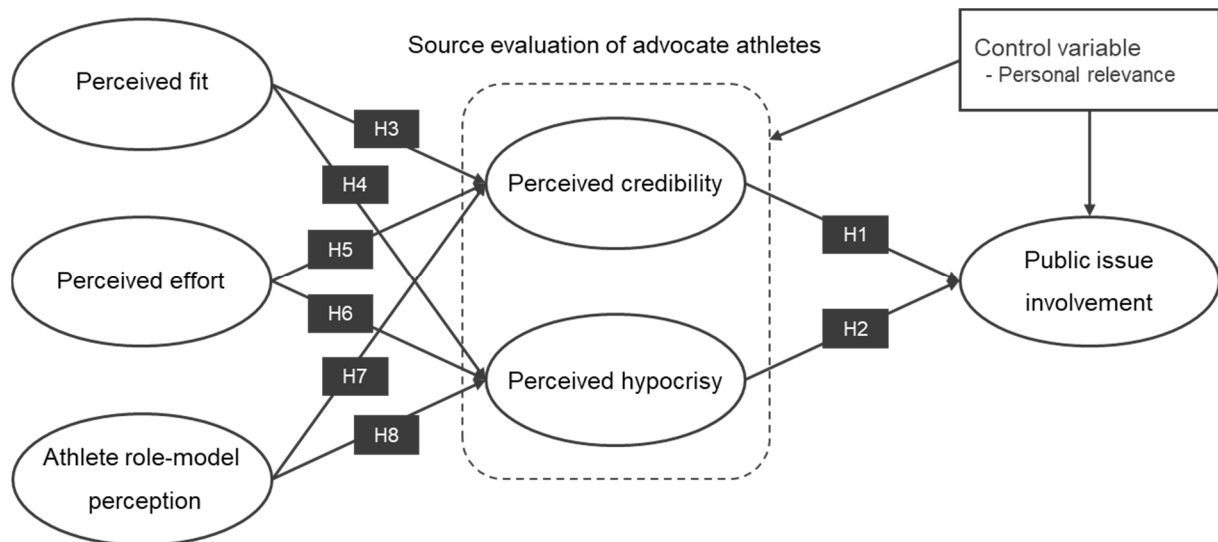 Source evaluation of advocate athletes
Control variable
- Personal relevance
Perceived fit
H3
H4
Perceived credibility
H5
H1
Perceived effort
Public issue
involvement
H6
H2
H7
Perceived hypocrisy
H8
Athlete role-model
perception